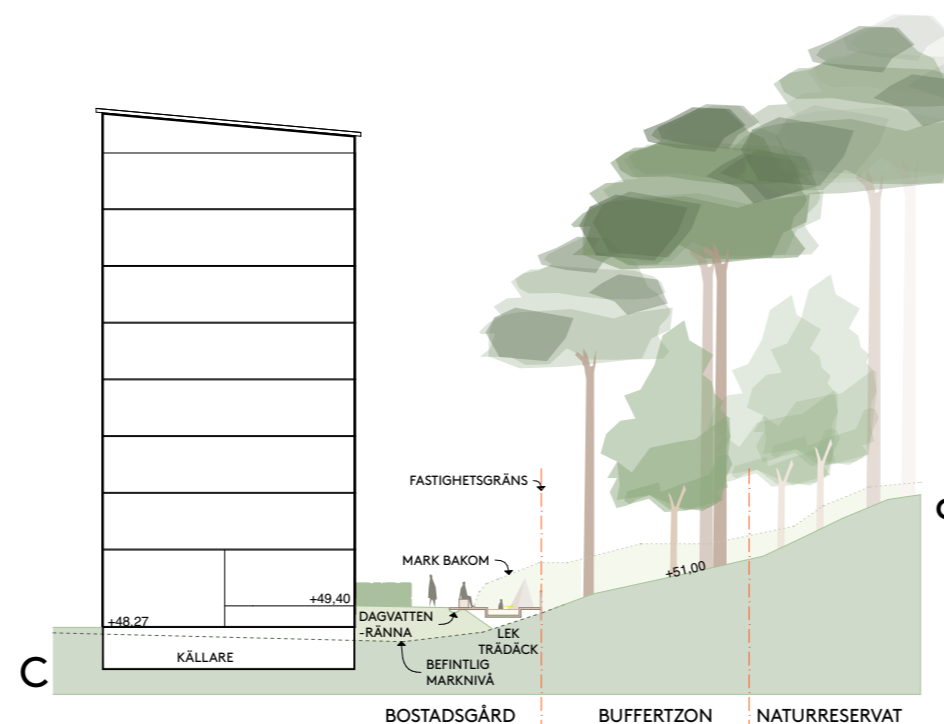 FASTIGHETSGRÄNS
MARK BAKOM
+51,00
+49,40
+48.27
DAGVATTEN
-RÄNNA
LEK
TRÄDÄCK
KÄLLARE
BEFINTLIG
MARKNIVÅ
C
BOSTADSGÅRD
BUFFERTZON
NATURRESERVAT